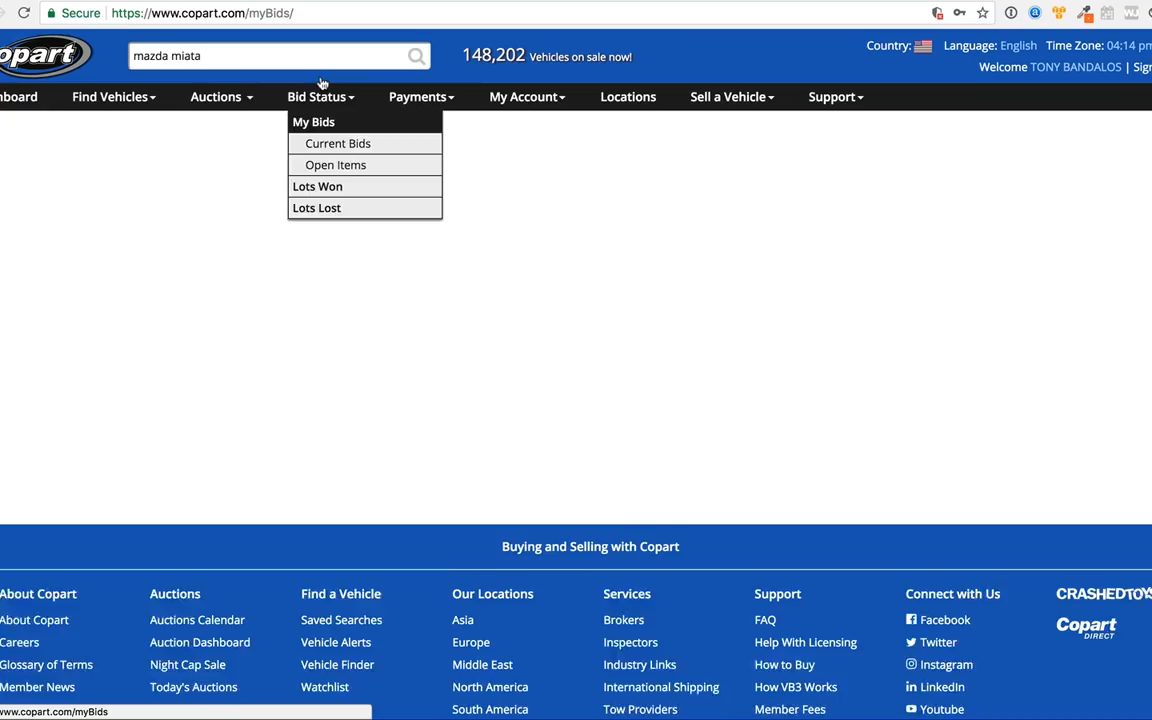 Secure https://www.copart.com/myBids/
copart
mazda miata
148,202 Vehicles on sale now!
Country: Language: English Time Zone: 04:14 pm
Welcome TONY BANDALOS | Sign
hboard Find Vehicles Auctions Bid Status Payments My Account Locations Sell a Vehicle Support
My Bids
Current Bids
Open Items
Lots Won
Lots Lost
Buying and Selling with Copart
About Copart Auctions Find a Vehicle Our Locations Services Support Connect with Us CRASHEDTOYS
About Copart Auctions Calendar Saved Searches Asia Brokers FAQ Facebook
Copart DIRECT
Careers Auction Dashboard Vehicle Alerts Europe Inspectors Help With Licensing Twitter
Glossary of Terms Night Cap Sale Vehicle Finder Middle East Industry Links How to Buy Instagram
Member News Today's Auctions Watchlist North America International Shipping How VB3 Works LinkedIn
www.copart.com/myBids South America Tow Providers Member Fees Youtube